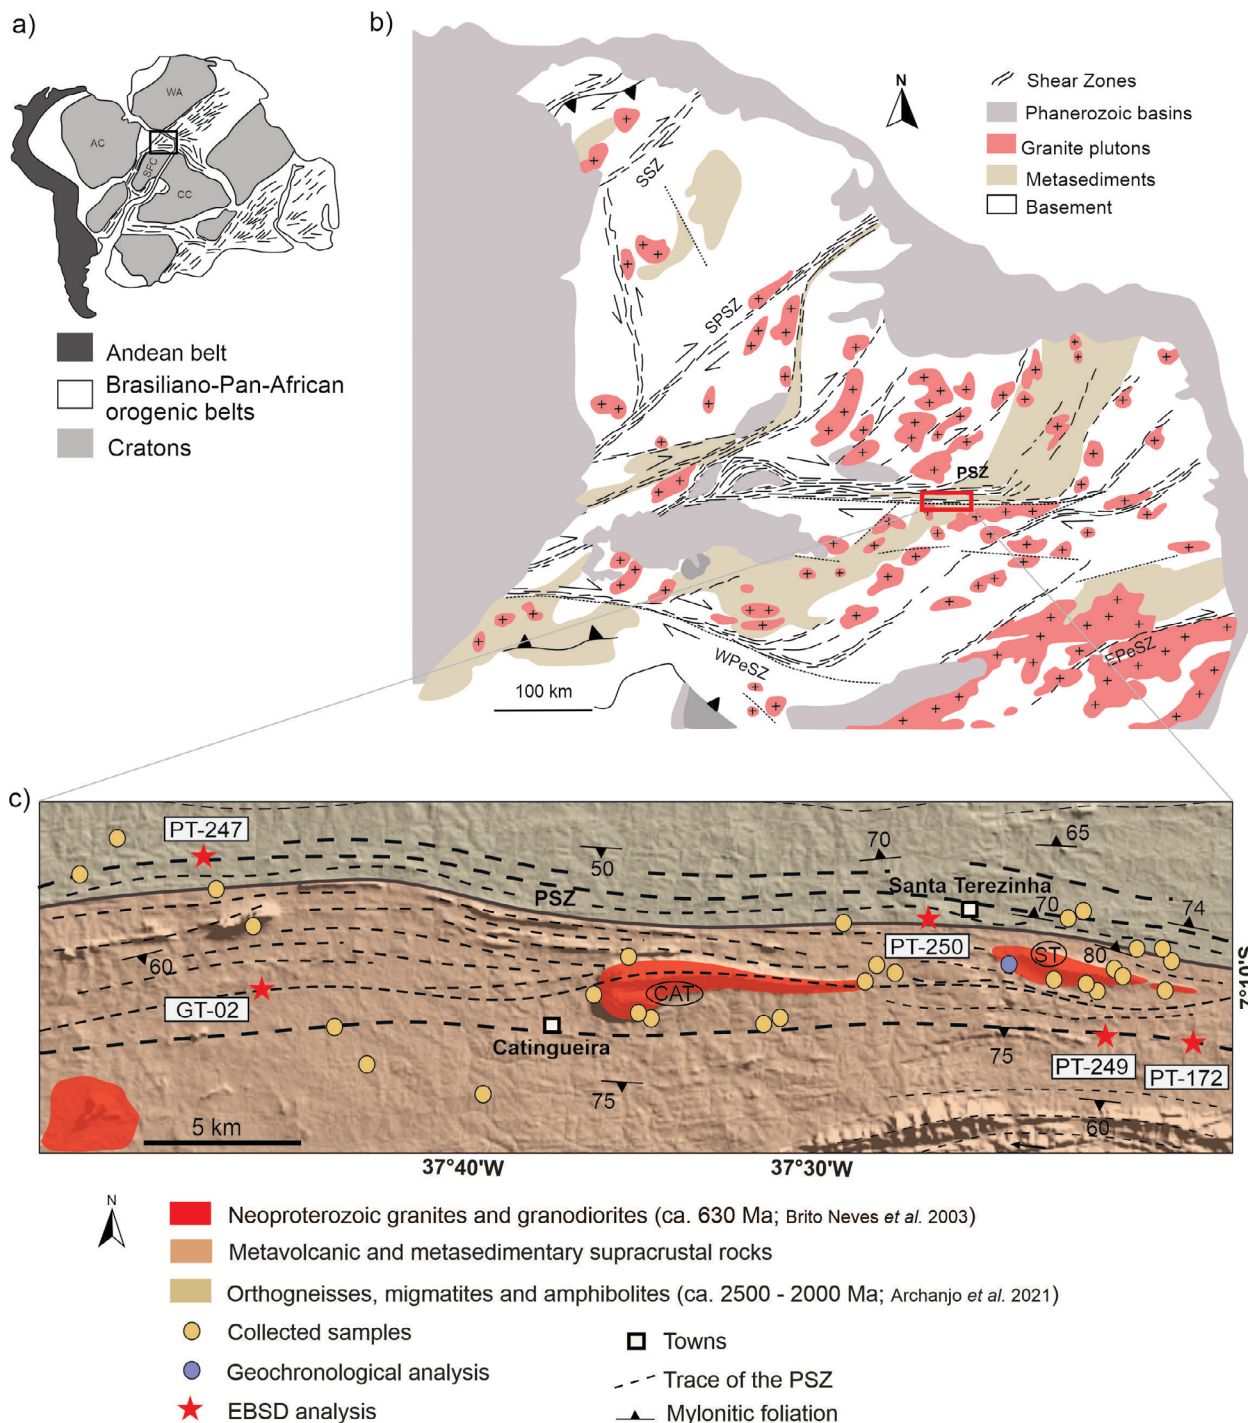 a)
WA
AC
SFC
CC
Andean belt
Brasiliano-Pan-African
orogenic belts
Cratons
b)
N
Shear Zones
Phanerozoic basins
Granite plutons
Metasediments
Basement
SSZ
SPSZ
PSZ
WPeSZ
EPeSZ
100 km
c)
PT-247
70
65
50
Santa Terezinha
PSZ
70
74
PT-250
ST
80
60
GT-02
CAT
Catingueira
75
75
PT-249
PT-172
60
5 km
7°10'S
37°40'W
37°30'W
N
Neoproterozoic granites and granodiorites (ca. 630 Ma; Brito Neves et al. 2003)
Metavolcanic and metasedimentary supracrustal rocks
Orthogneisses, migmatites and amphibolites (ca. 2500 - 2000 Ma; Archanjo et al. 2021)
Collected samples
Towns
Geochronological analysis
Trace of the PSZ
EBSD analysis
Mylonitic foliation